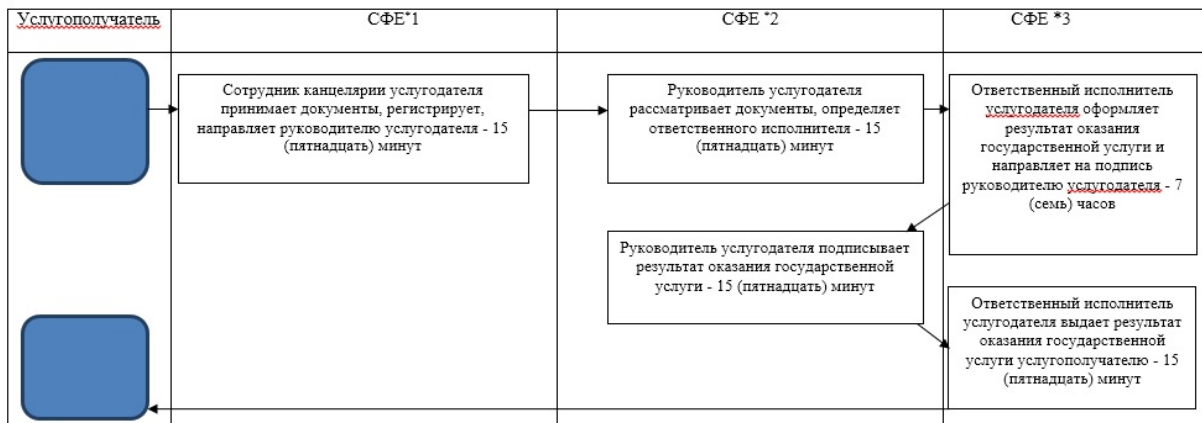 Услугополучатель
СФЕ*1
СФЕ *2
СФЕ *3
Сотрудник канцелярии услугодателя
принимает документы, регистрирует,
направляет руководителю услугодателя - 15
(пятнадцать) минут
Руководитель услугодателя
рассматривает документы, определяет
ответственного исполнителя - 15
(пятнадцать) минут
Ответственный исполнитель
услугодателя оформляет
результат оказания
государственной услуги и
направляет на подпись
руководителю услугодателя - 7
(семь) часов
Руководитель услугодателя подписывает
результат оказания государственной
услуги - 15 (пятнадцать) минут
Ответственный исполнитель
услугодателя выдает результат
оказания государственной
услуги услугополучателю - 15
(пятнадцать) минут